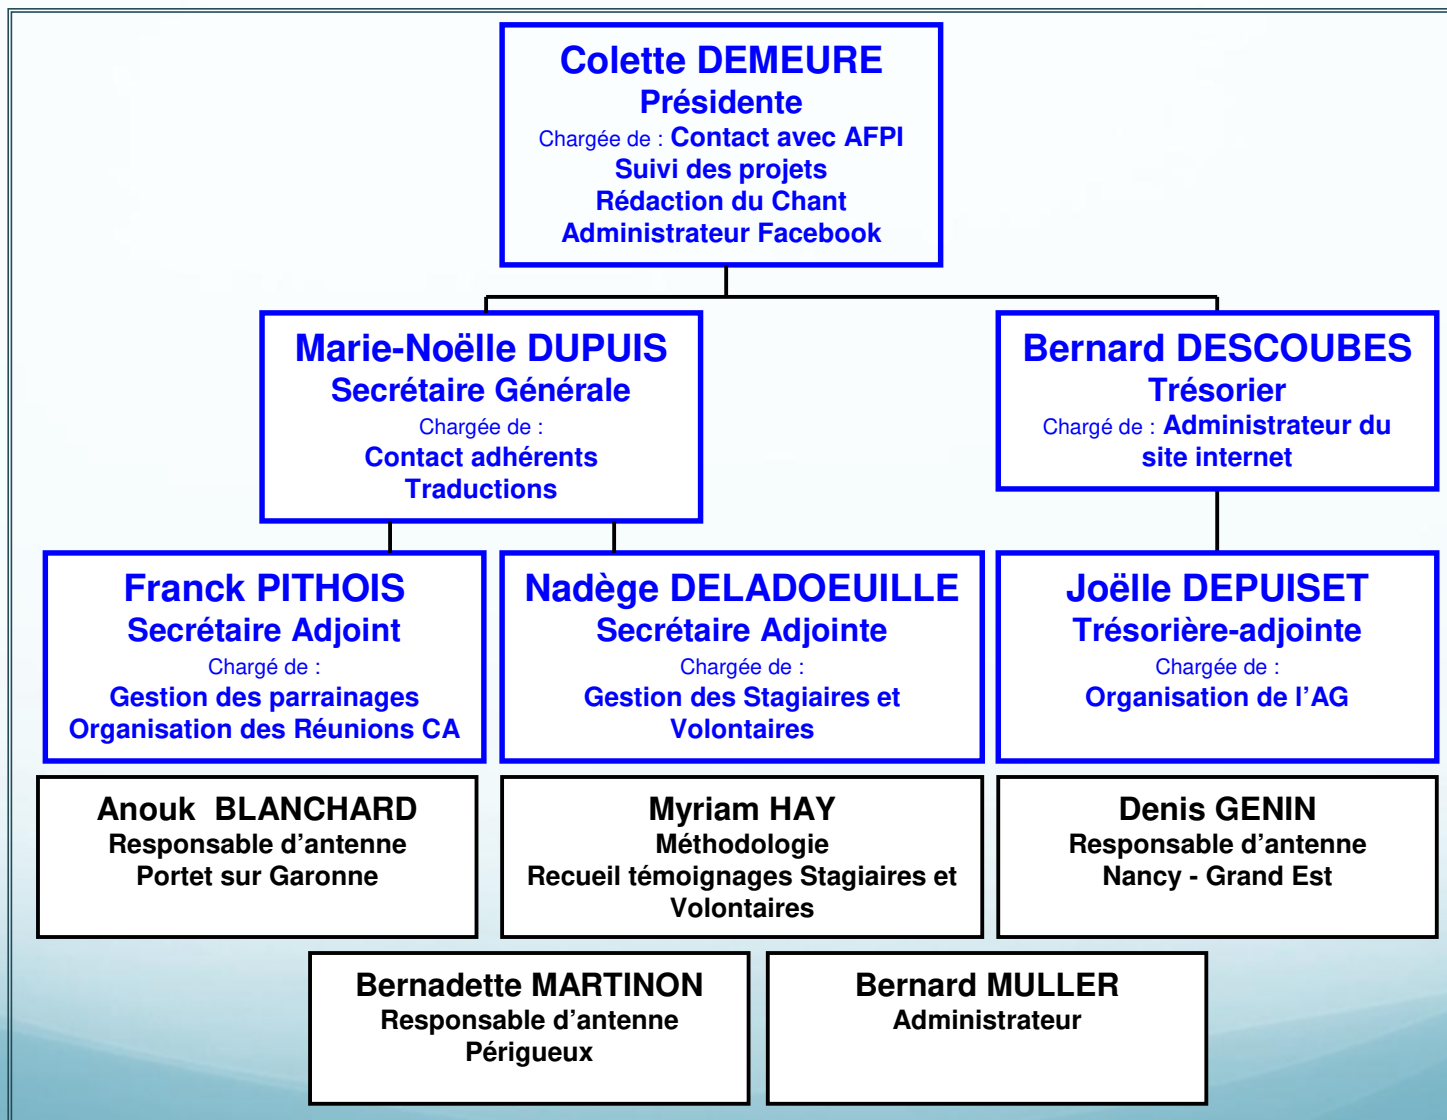 Colette DEMEURE
Présidente
Chargée de : Contact avec AFPI
Suivi des projets
Rédaction du Chant
Administrateur Facebook
Marie-Noëlle DUPUIS
Secrétaire Générale
Chargée de :
Contact adhérents
Traductions
Bernard DESCOUBES
Trésorier
Chargé de : Administrateur du
site internet
Franck PITHOIS
Secrétaire Adjoint
Chargé de :
Gestion des parrainages
Organisation des Réunions CA
Nadège DELADOEUILLE
Secrétaire Adjointe
Chargée de :
Gestion des Stagiaires et
Volontaires
Joëlle DEPUISET
Trésorière-adjointe
Chargée de :
Organisation de l’AG
Anouk  BLANCHARD
Responsable d’antenne
Portet sur Garonne
Myriam HAY
Méthodologie
Recueil témoignages Stagiaires et
Volontaires
Denis GENIN
Responsable d’antenne
Nancy - Grand Est
Bernadette MARTINON
Responsable d’antenne
Périgueux
Bernard MULLER
Administrateur